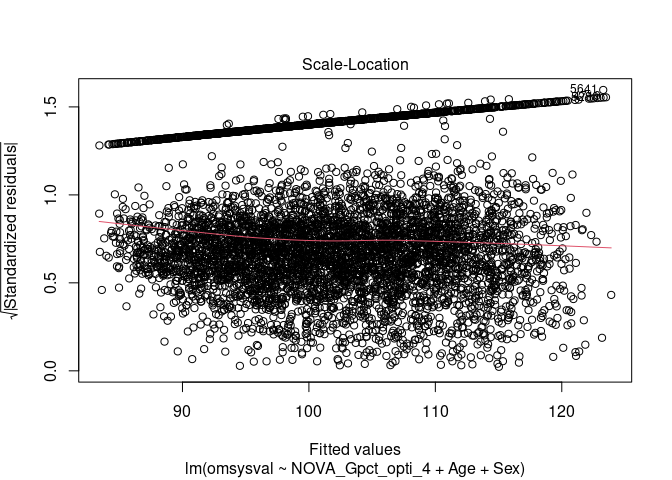 Scale-Location
5641
√|Standardized residuals|
0.0
0.5
1.0
1.5
90
100
110
120
Fitted values
lm(omsysval ~ NOVA_Gpct_opti_4 + Age + Sex)